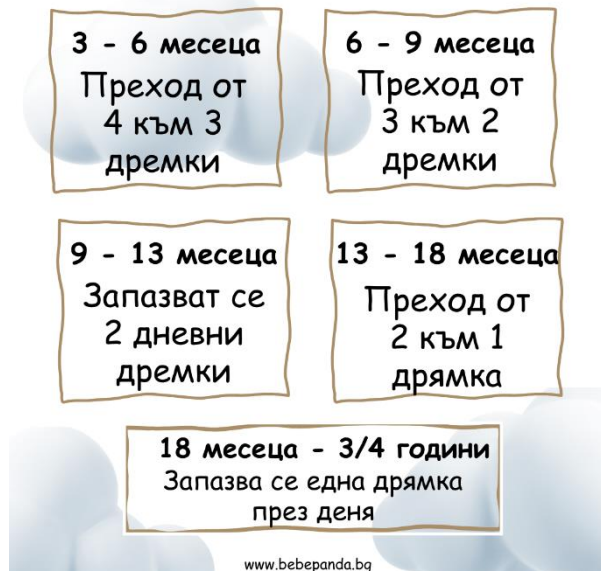 3 - 6 месеца
Преход от
4 към 3
дремки
6 - 9 месеца
Преход от
3 към 2
дремки
9 - 13 месеца
Запазват се
2 дневни
дремки
13 - 18 месеца
Преход от
2 към 1
дрямка
18 месеца - 3/4 години
Запазва се една дрямка
през деня
www.bebepanda.bg